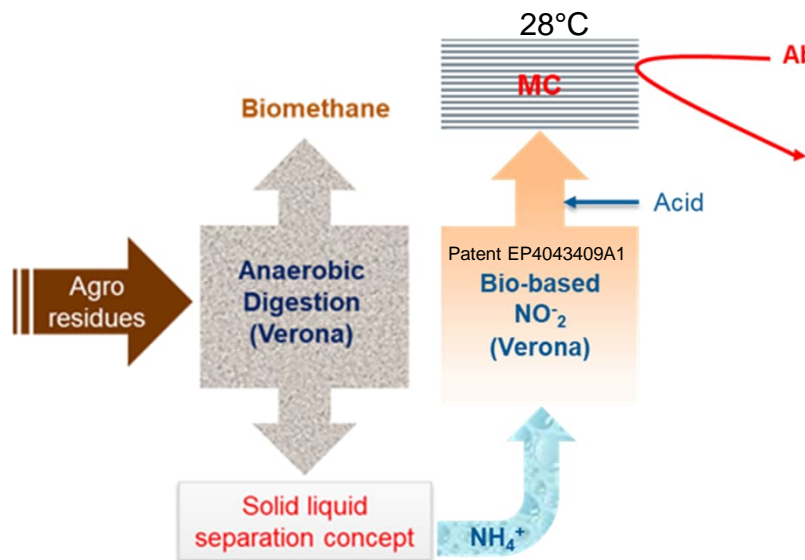 28°C
MC
Biomethane
Acid
Agro
residues
Anaerobic
Digestion
(Verona)
Patent EP4043409A1
Bio-based
NO⁻₂
(Verona)
Solid liquid
separation concept
NH₄⁺